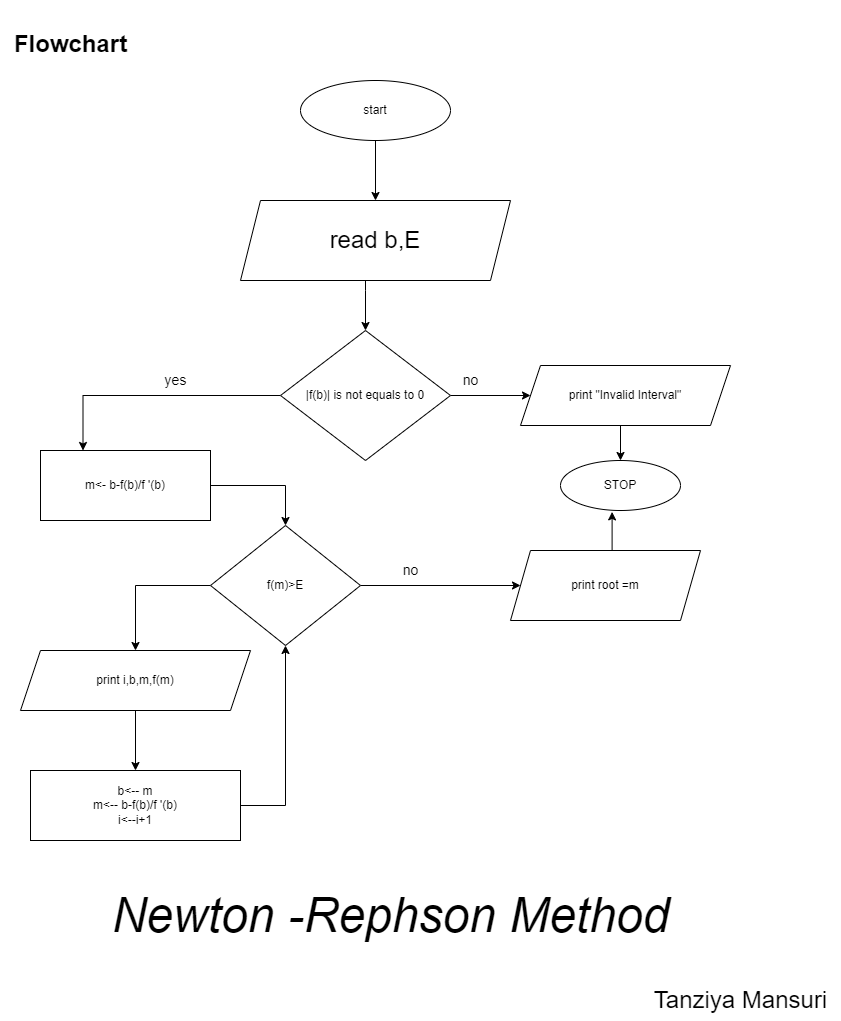 Flowchart
start
read b,E
|f(b)| is not equals to 0
yes
no
print "Invalid Interval"
m<- b-f(b)/f '(b)
STOP
f(m)>E
no
print root =m
print i,b,m,f(m)
b<-- m
m<-- b-f(b)/f '(b)
i<--i+1
Newton -Rephson Method
Tanziya Mansuri